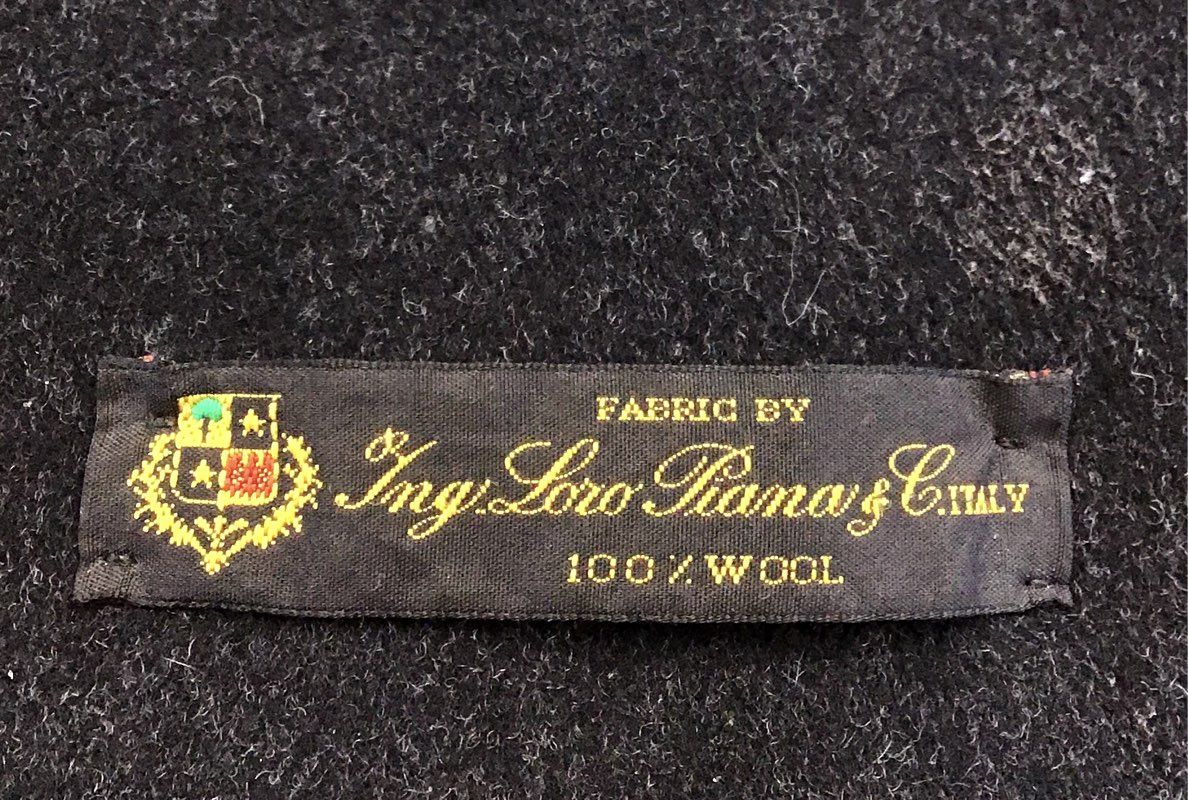 FABRIC BY
Ing. Loro Piana & C. ITALY
100% WOOL